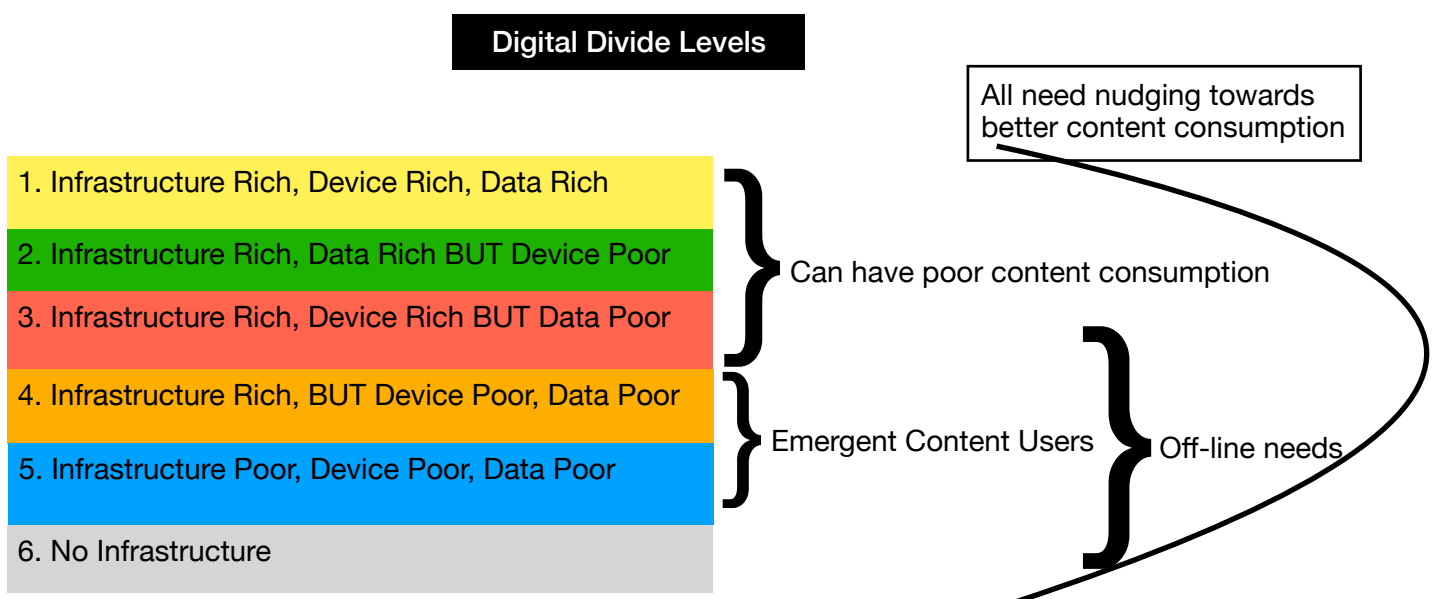 Digital Divide Levels
All need nudging towards
better content consumption
1. Infrastructure Rich, Device Rich, Data Rich
2. Infrastructure Rich, Data Rich BUT Device Poor
3. Infrastructure Rich, Device Rich BUT Data Poor
4. Infrastructure Rich, BUT Device Poor, Data Poor
5. Infrastructure Poor, Device Poor, Data Poor
6. No Infrastructure
Can have poor content consumption
Emergent Content Users
Off-line needs